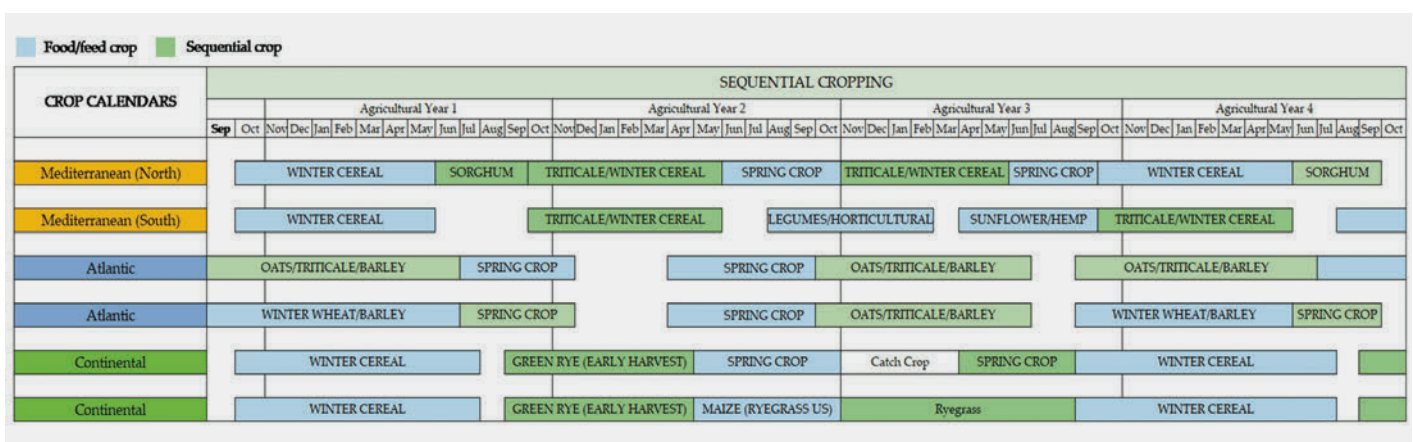 Food/feed crop Sequential crop
CROP CALENDARS
SEQUENTIAL CROPPING
Agricultural Year 1 Agricultural Year 2 Agricultural Year 3 Agricultural Year 4
Sep Oct Nov Dec Jan Feb Mar Apr May Jun Jul Aug Sep Oct Nov Dec Jan Feb Mar Apr May Jun Jul Aug Sep Oct Nov Dec Jan Feb Mar Apr May Jun Jul Aug Sep Oct Nov Dec Jan Feb Mar Apr May Jun Jul Aug Sep Oct
Mediterranean (North) WINTER CEREAL SORGHUM TRITICALE/WINTER CEREAL SPRING CROP TRITICALE/WINTER CEREAL SPRING CROP WINTER CEREAL SORGHUM
Mediterranean (South) WINTER CEREAL TRITICALE/WINTER CEREAL LEGUMES/HORTICULTURAL SUNFLOWER/HEMP TRITICALE/WINTER CEREAL
Atlantic OATS/TRITICALE/BARLEY SPRING CROP SPRING CROP OATS/TRITICALE/BARLEY OATS/TRITICALE/BARLEY
Atlantic WINTER WHEAT/BARLEY SPRING CROP SPRING CROP OATS/TRITICALE/BARLEY WINTER WHEAT/BARLEY SPRING CROP
Continental WINTER CEREAL GREEN RYE (EARLY HARVEST) SPRING CROP Catch Crop SPRING CROP WINTER CEREAL
Continental WINTER CEREAL GREEN RYE (EARLY HARVEST) MAIZE (RYEGRASS US) Ryegrass WINTER CEREAL